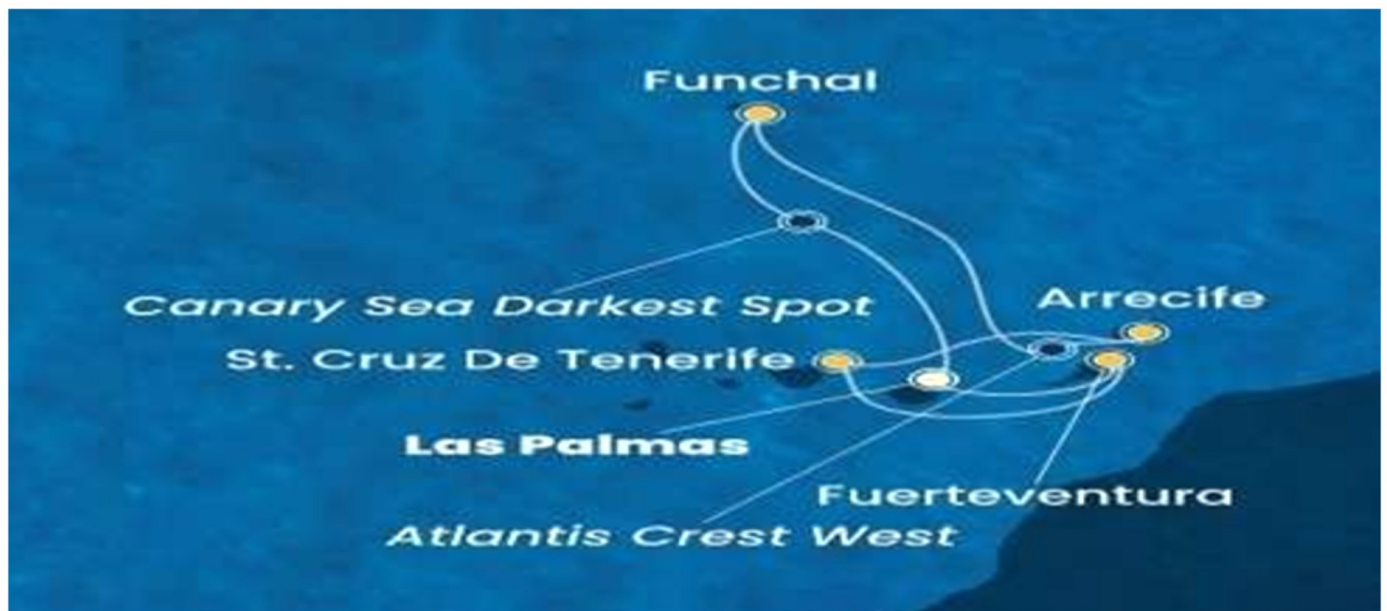 Funchal
Arrecife
Canary Sea Darkest Spot
St. Cruz De Tenerife
Las Palmas
Fuerteventura
Atlantis Crest West